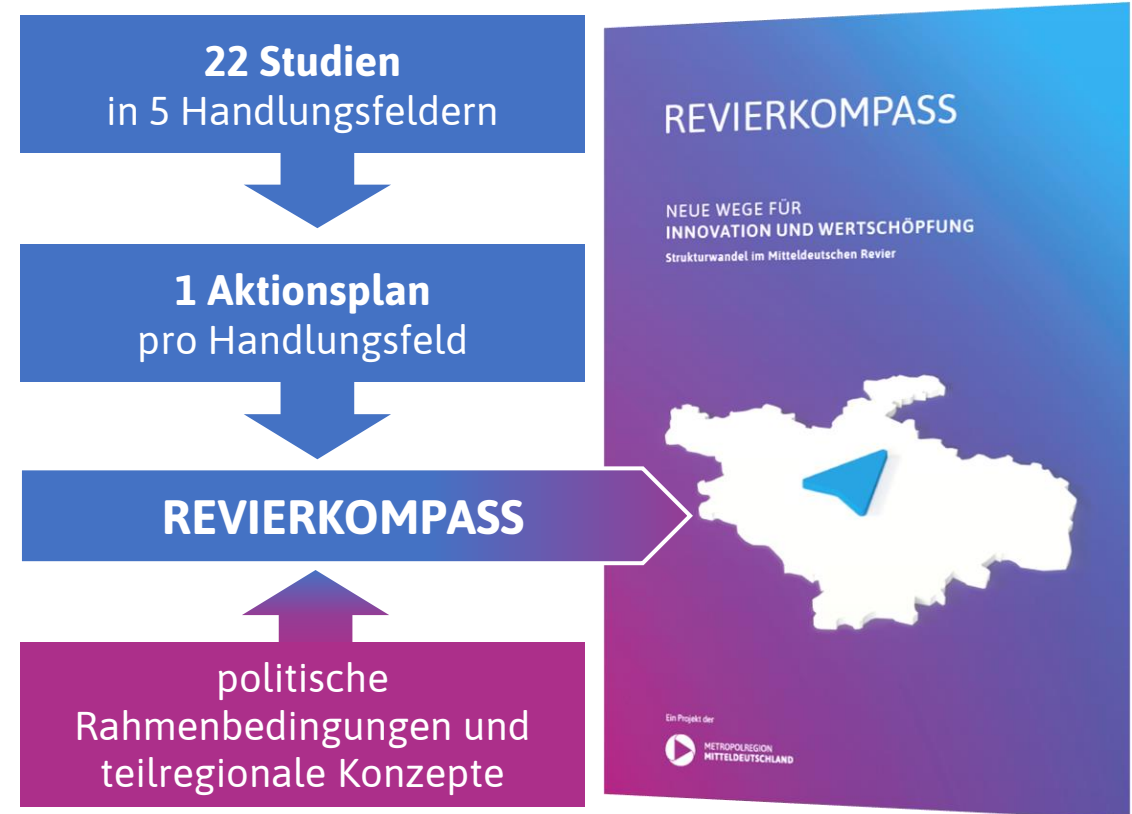 22 Studien
in 5 Handlungsfeldern
1 Aktionsplan
pro Handlungsfeld
REVIERKOMPASS
politische
Rahmenbedingungen und
teilregionale Konzepte
REVIERKOMPASS
NEUE WEGE FÜR
INNOVATION UND WERTSCHÖPFUNG
Strukturwandel im Mitteldeutschen Revier
Ein Projekt der
METROPOLREGION
MITTELDEUTSCHLAND